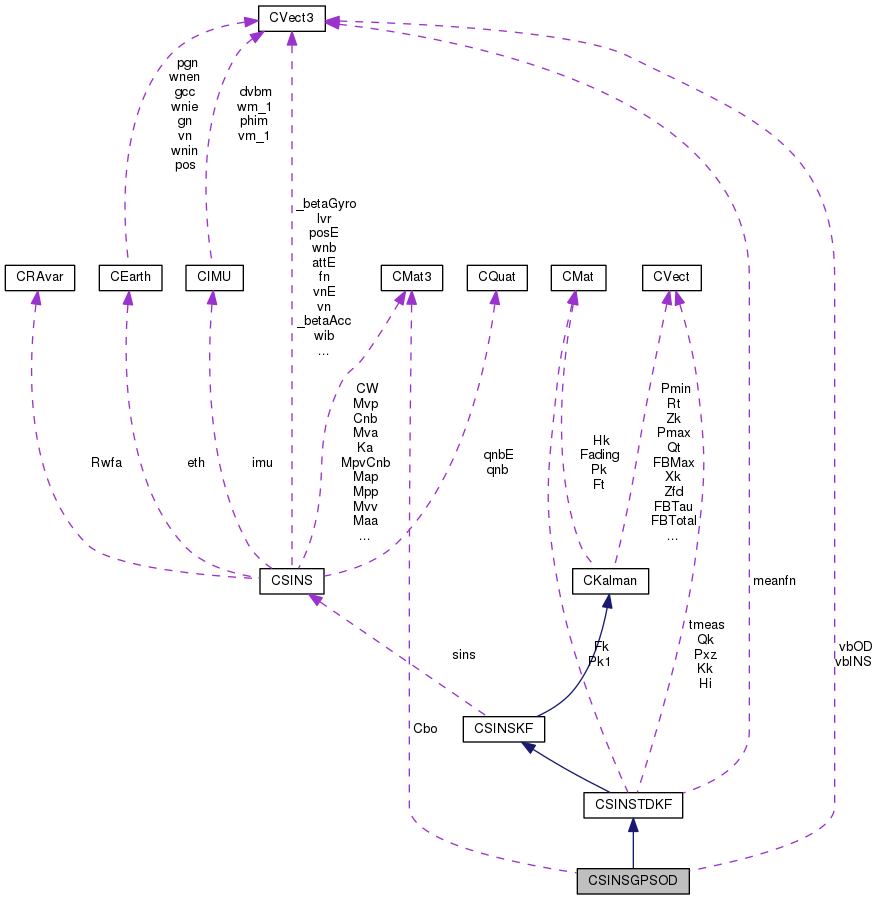 CVect3
pgn
wnen
gcc
wnie
gn
vn
wnin
pos
dvbm
wm_1
phim
vm_1
_betaGyro
lvr
posE
wnb
attE
fn
vnE
vn
_betaAcc
wib
...
CRAvar
CEarth
CIMU
CMat3
CQuat
CMat
CVect
CW
Mvp
Cnb
Mva
Ka
MpvCnb
Map
Mpp
Mvv
Maa
...
Pmin
Rt
Zk
Pmax
Qt
FBMax
Xk
Zfd
FBTau
FBTotal
...
Hk
Fading
Pk
Ft
Rwfa
eth
imu
qnbE
qnb
CSINS
CKalman
meanfn
tmeas
Qk
Pxz
Kk
Hi
Fk
Pk1
sins
vbOD
vbINS
CSINSKF
Cbo
CSINSTDKF
CSINSGPSOD